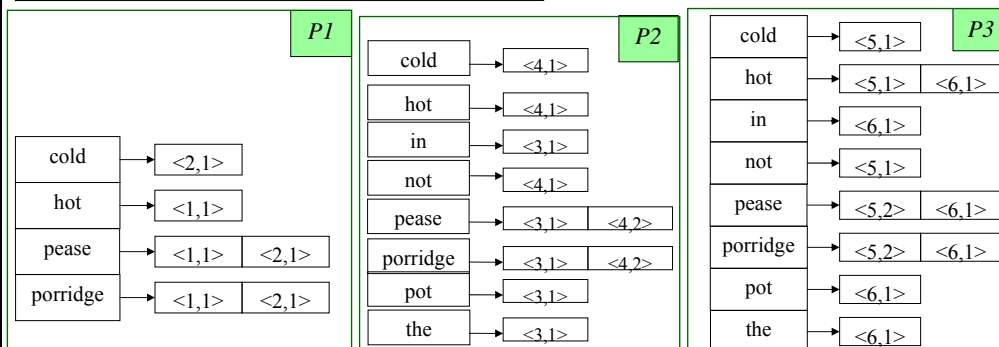 P1
cold <2,1>
hot <1,1>
pease <1,1> <2,1>
porridge <1,1> <2,1>
P2
cold <4,1>
hot <4,1>
in <3,1>
not <4,1>
pease <3,1> <4,2>
porridge <3,1> <4,2>
pot <3,1>
the <3,1>
P3
cold <5,1>
hot <5,1> <6,1>
in <6,1>
not <5,1>
pease <5,2> <6,1>
porridge <5,2> <6,1>
pot <6,1>
the <6,1>